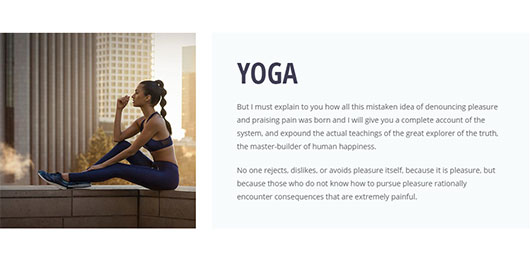 YOGA
But I must explain to you how all this mistaken idea of denouncing pleasure
and praising pain was born and I will give you a complete account of the
system, and expound the actual teachings of the great explorer of the truth,
the master-builder of human happiness.
No one rejects, dislikes, or avoids pleasure itself, because it is pleasure, but
because those who do not know how to pursue pleasure rationally
encounter consequences that are extremely painful.